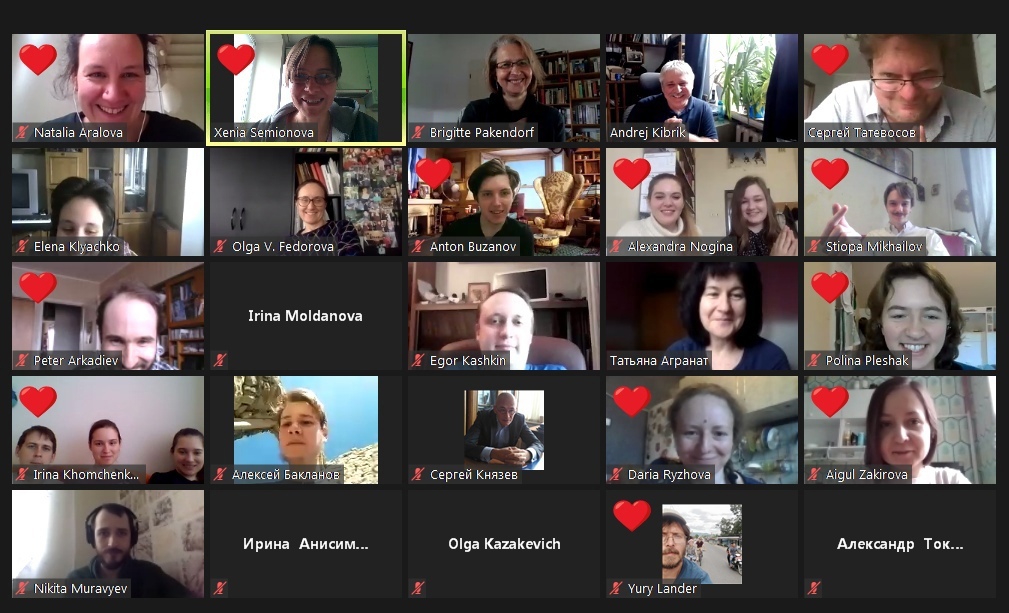 Natalia Aralova
Xenia Semionova
Brigitte Pakendorf
Andrej Kibrik
Сергей Татевосов
Elena Klyachko
Olga V. Fedorova
Anton Buzanov
Alexandra Nogina
Stiopa Mikhailov
Peter Arkadiev
Irina Moldanova
Egor Kashkin
Татьяна Агранат
Polina Pleshak
Irina Khomchenk...
Алексей Бакланов
Сергей Князев
Daria Ryzhova
Aigul Zakirova
Nikita Muravyev
Ирина Анисим...
Olga Kazakevich
Yury Lander
Александр Ток...